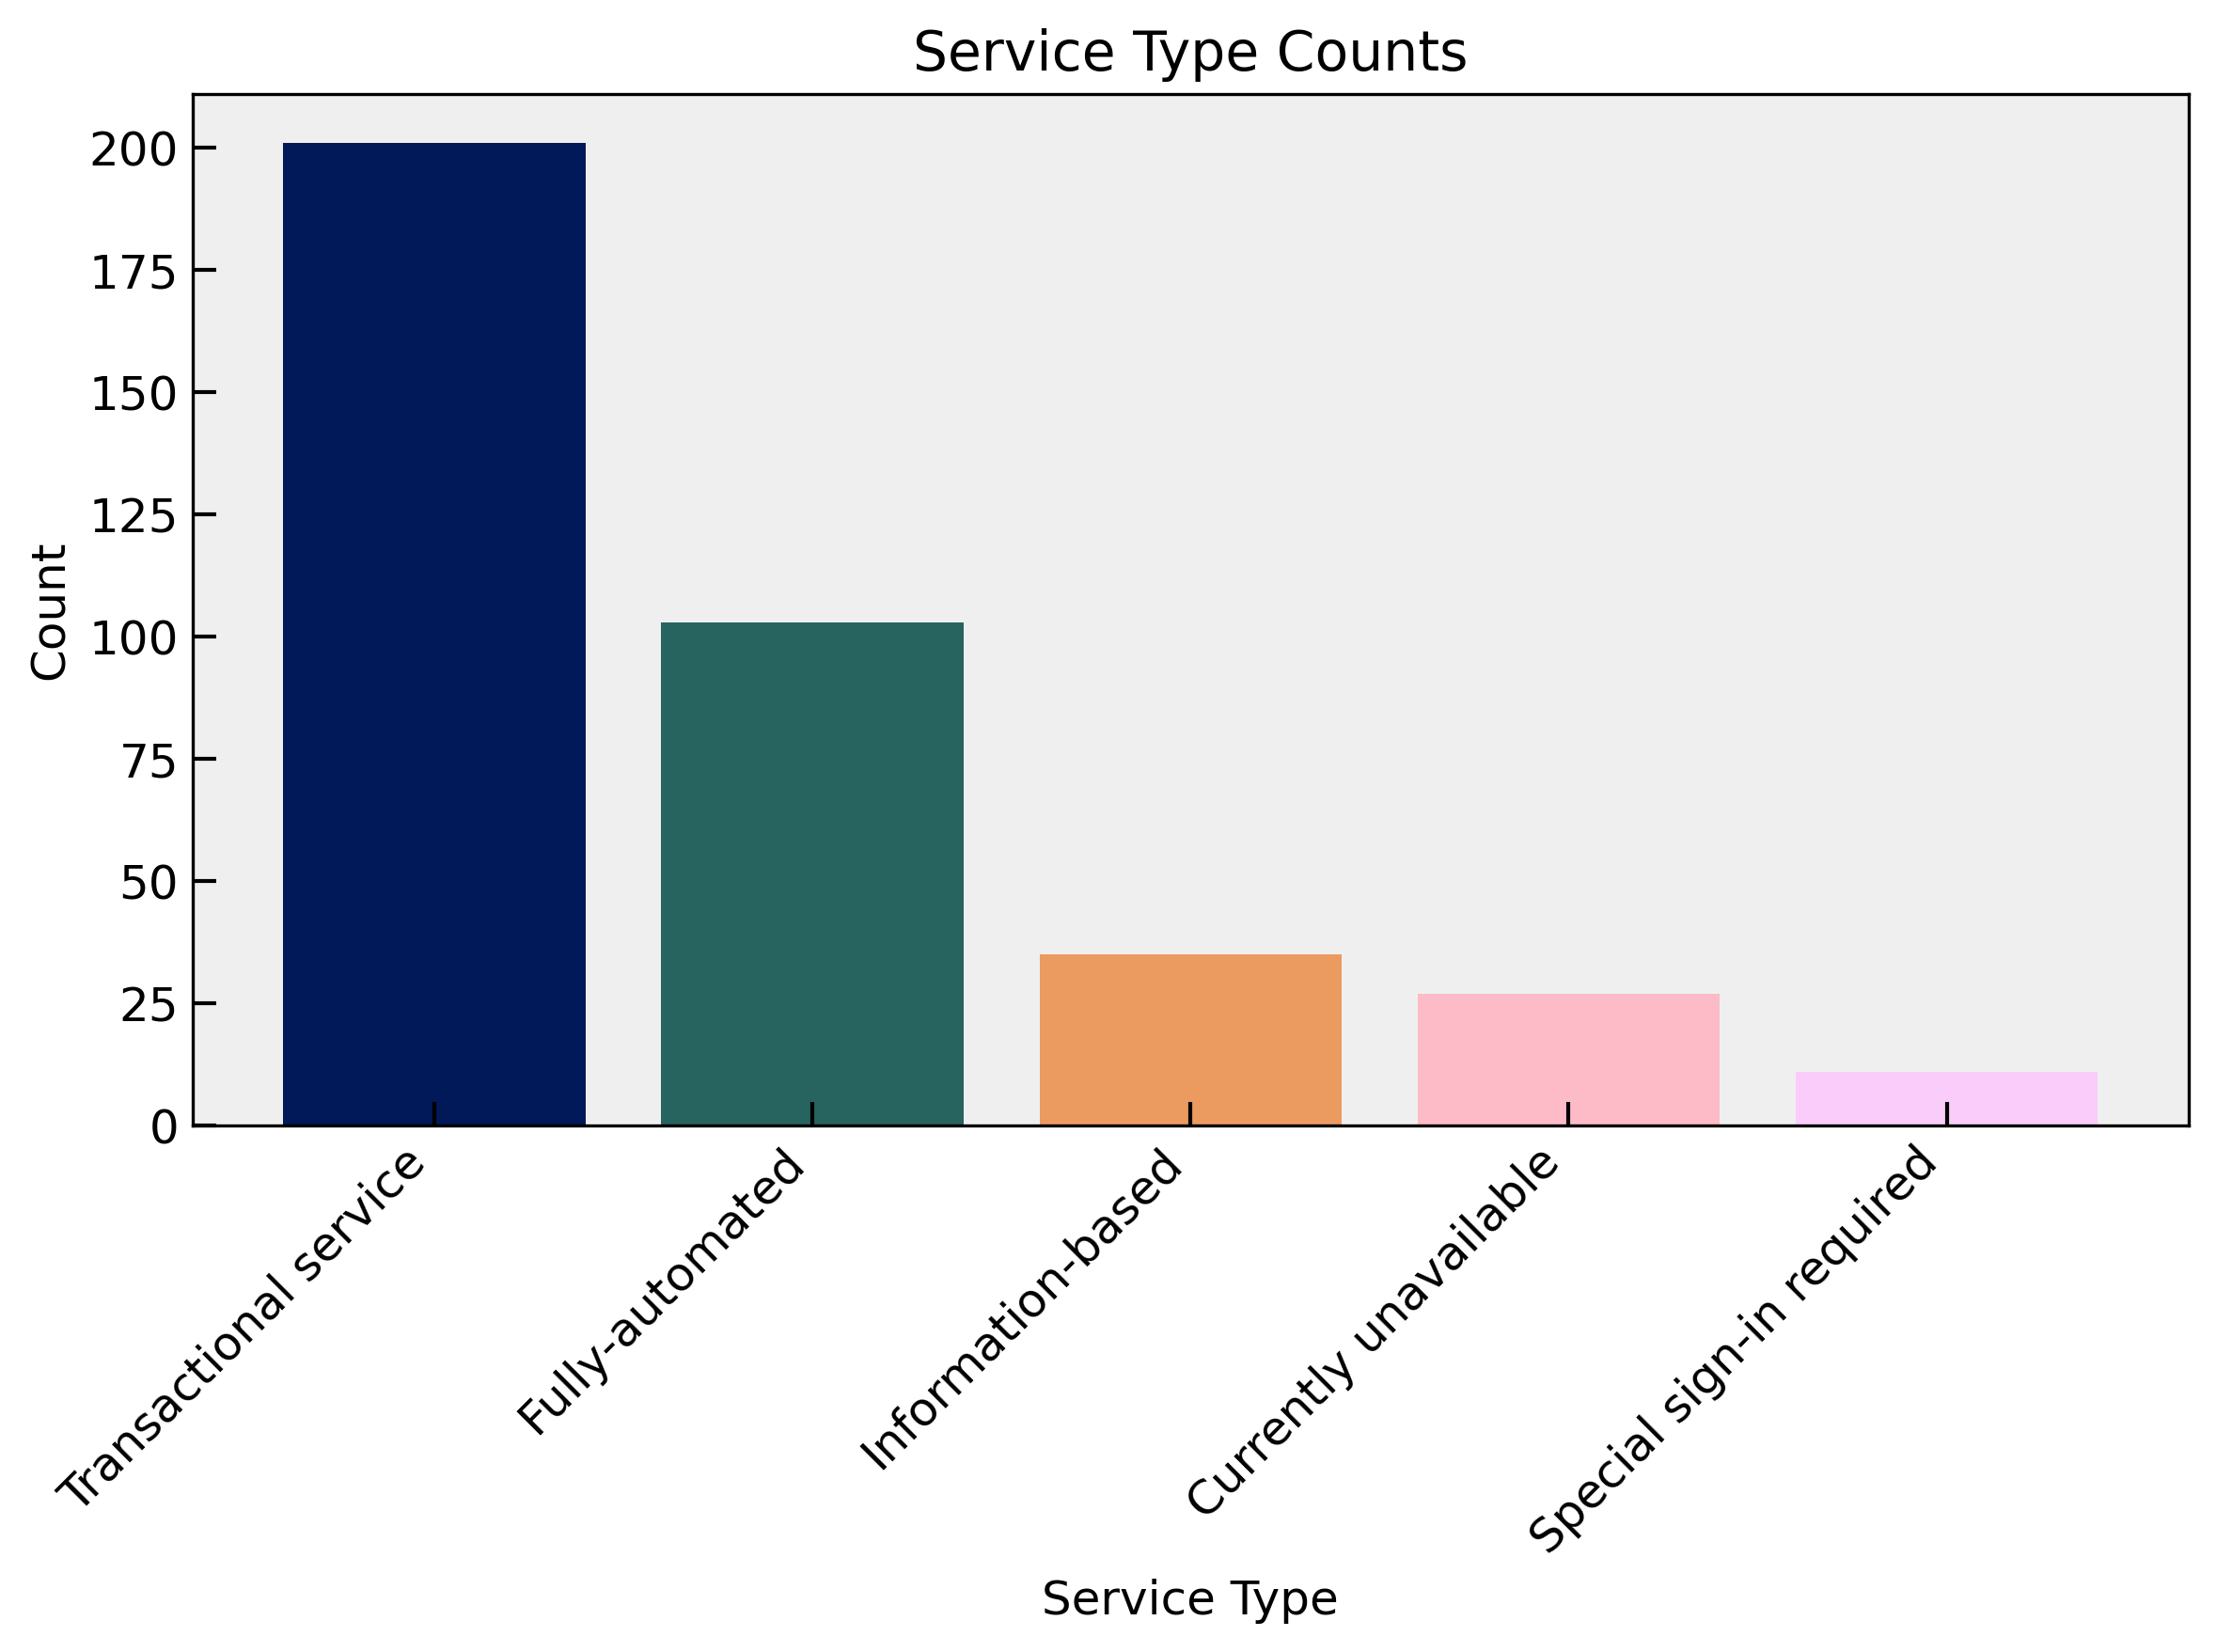 Service Type Counts
Count
200
175
150
125
100
75
50
25
0
Transactional service
Fully-automated
Information-based
Currently unavailable
Special sign-in required
Service Type